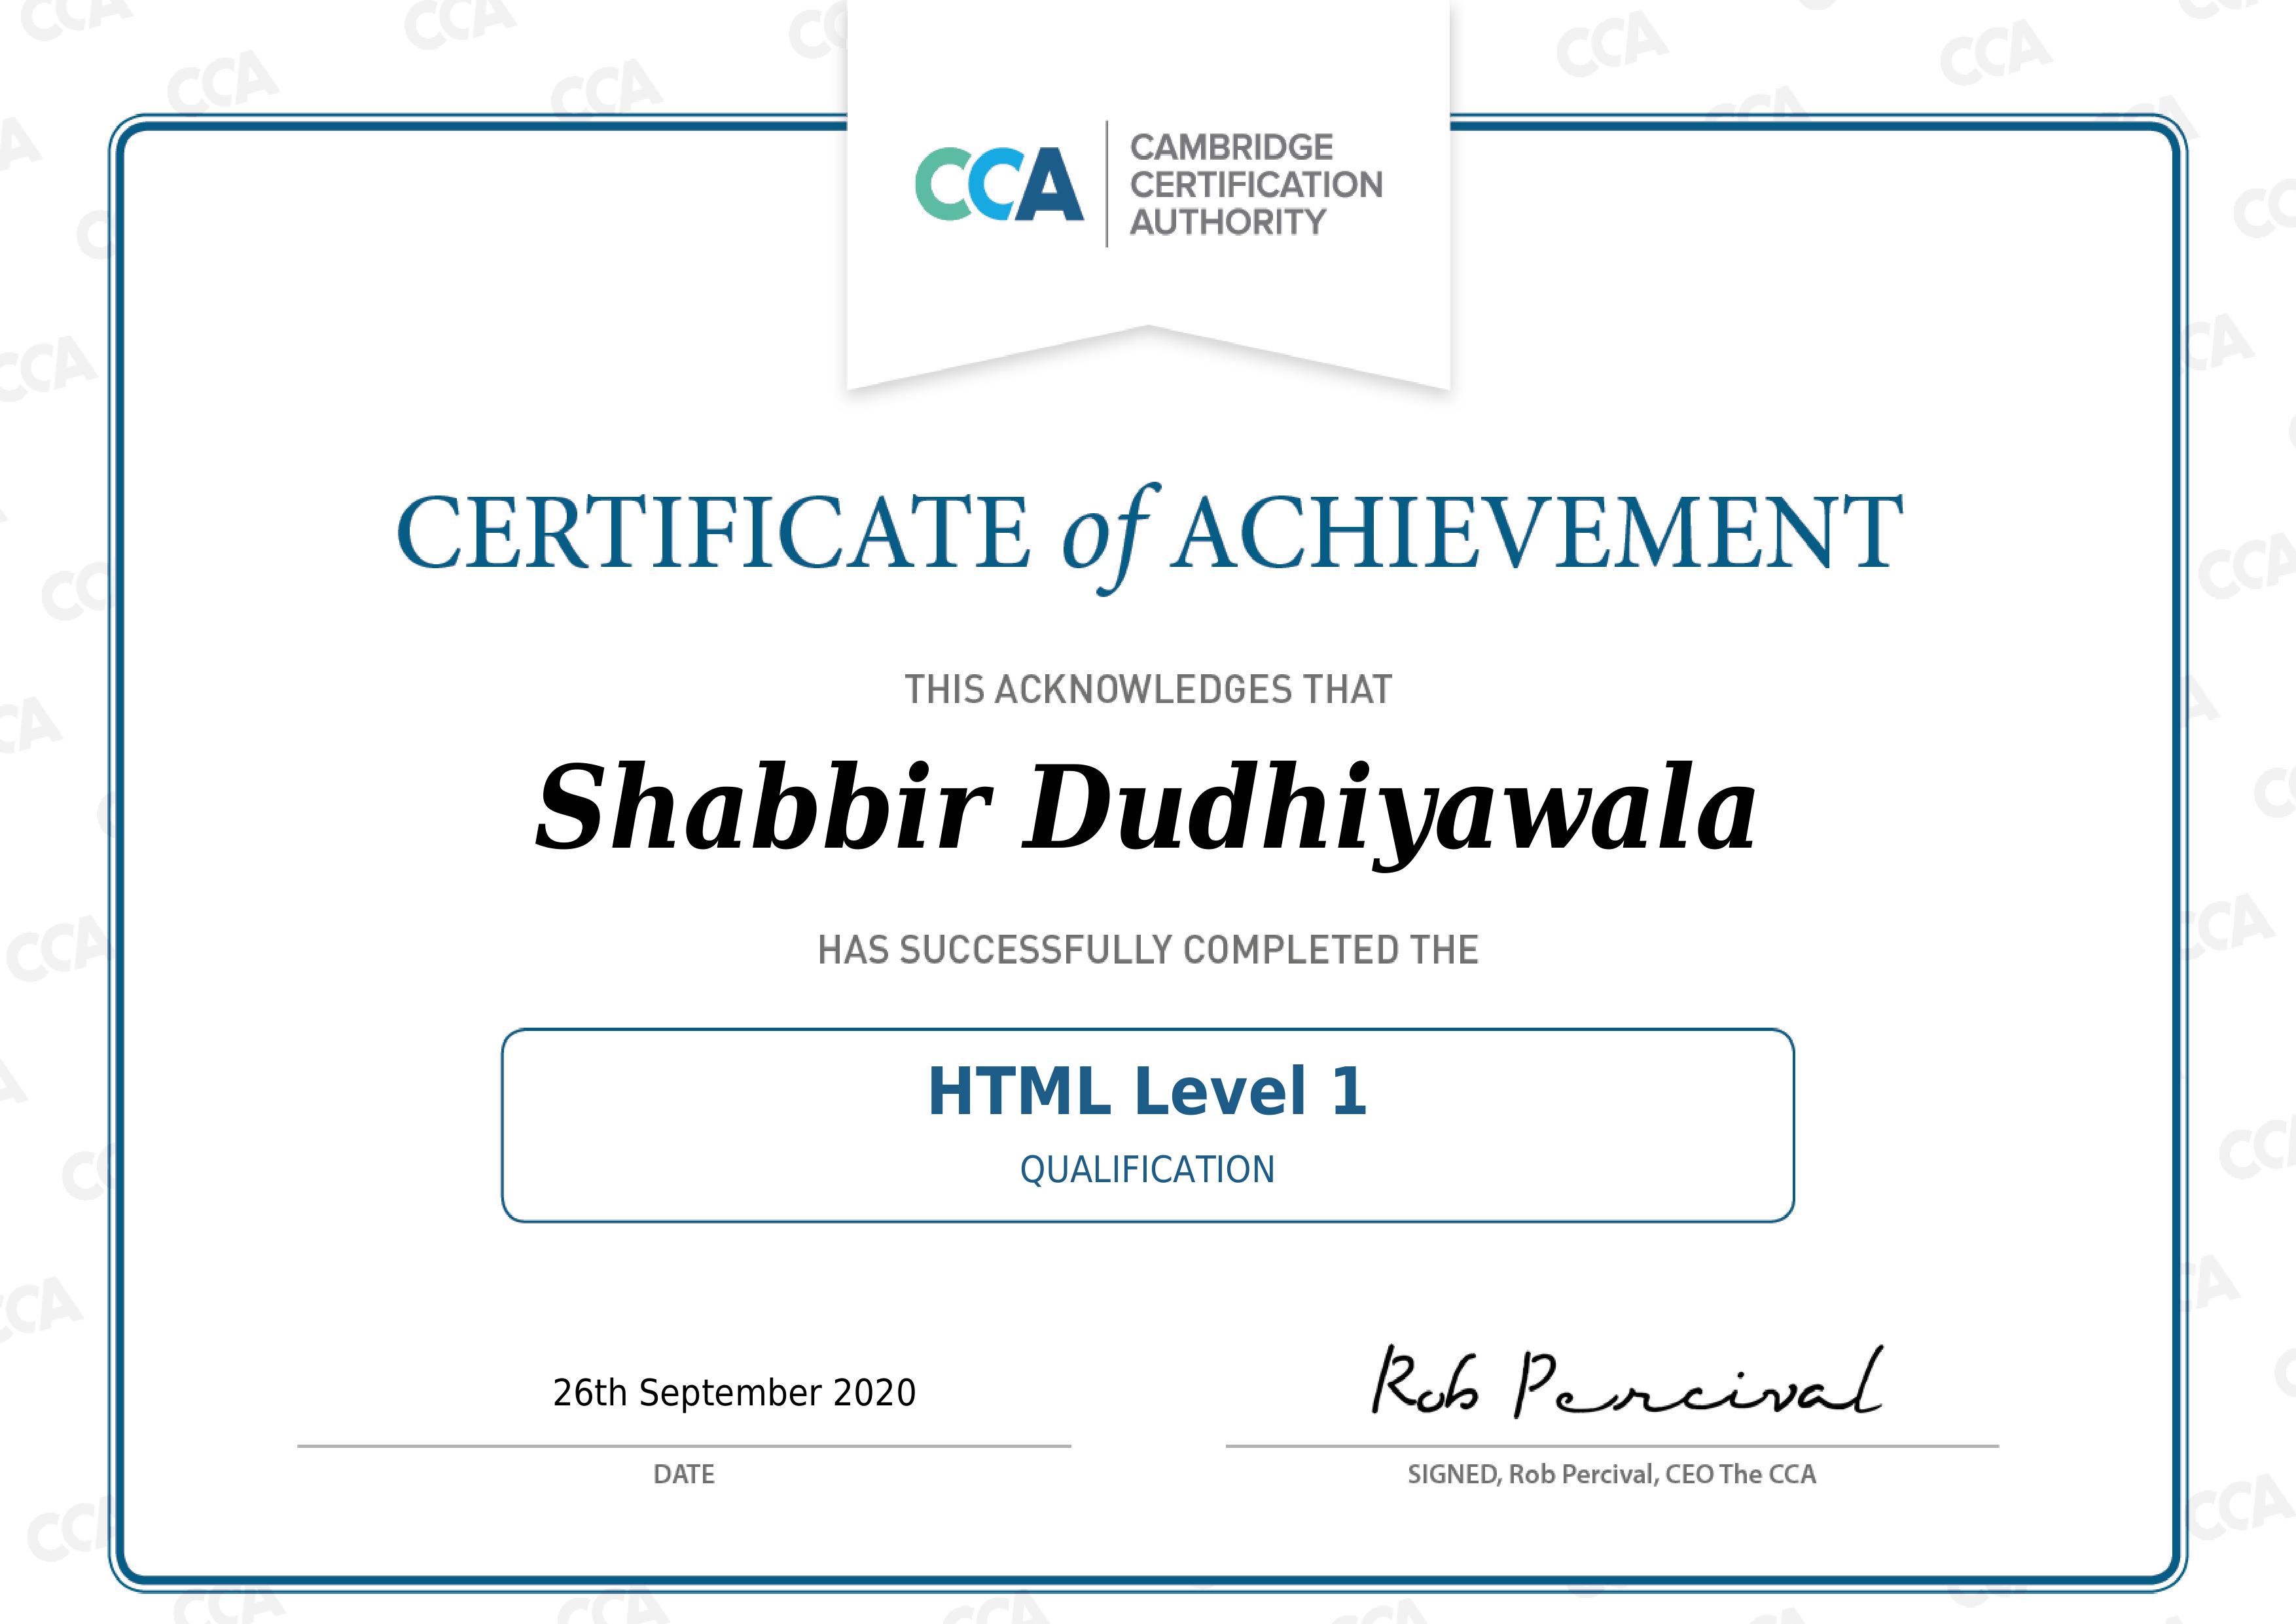 CCA
CAMBRIDGE
CERTIFICATION
AUTHORITY
CERTIFICATE of ACHIEVEMENT
THIS ACKNOWLEDGES THAT
Shabbir Dudhiyawala
HAS SUCCESSFULLY COMPLETED THE
HTML Level 1
QUALIFICATION
26th September 2020
Rob Percival
DATE
SIGNED, Rob Percival, CEO The CCA